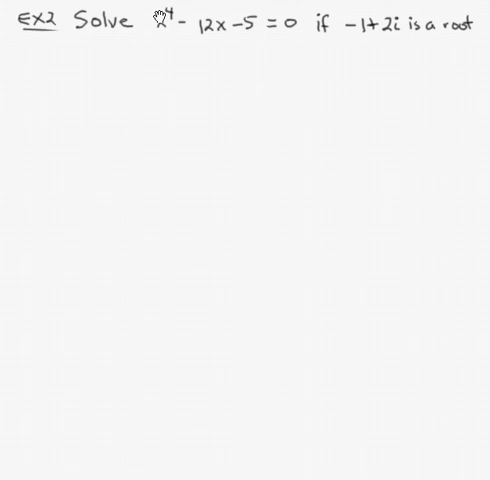 EX2 Solve x⁴ - 12x - 5 = 0 if -1+2i is a root